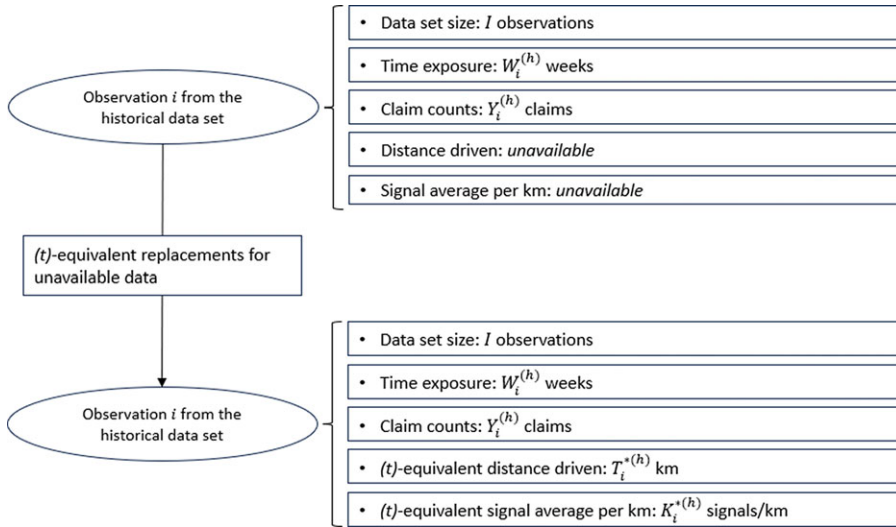 • Data set size: I observations
• Time exposure: W_i^(h) weeks
Observation i from the
historical data set
• Claim counts: Y_i^(h) claims
• Distance driven: unavailable
• Signal average per km: unavailable
(t)-equivalent replacements for
unavailable data
• Data set size: I observations
• Time exposure: W_i^(h) weeks
Observation i from the
historical data set
• Claim counts: Y_i^(h) claims
• (t)-equivalent distance driven: T_i^*(h) km
• (t)-equivalent signal average per km: K_i^*(h) signals/km